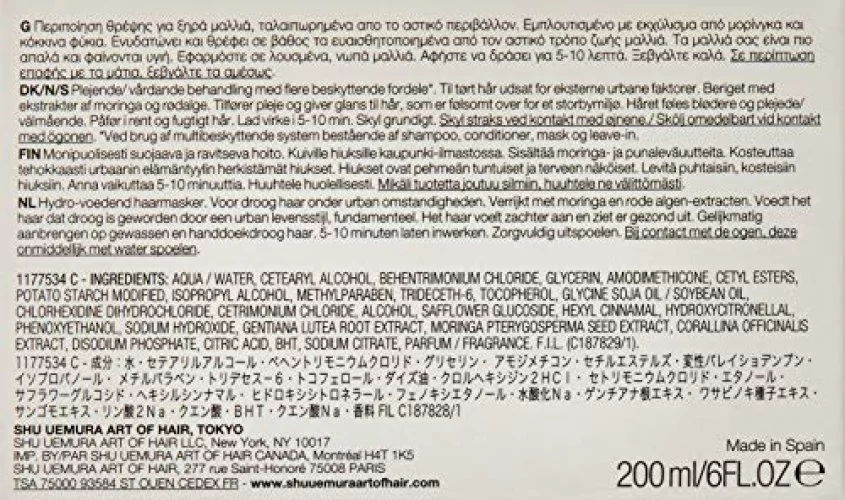 G Περιποίηση θρέψης για ξηρά μαλλιά, ταλαιπωρημένα απο το αστικό περιβάλλον. Εμπλουτισμένο με εκχύλισμα από μορίνγκα και
κόκκινα φύκια. Ενυδατώνει και θρέφει σε βάθος τα ευαισθητοποιημένα από τον αστικό τρόπο ζωής μαλλιά. Τα μαλλιά σας είναι πιο
απαλά και φαίνονται υγιή. Εφαρμόστε σε λουσμένα, νωπά μαλλιά. Αφήστε να δράσει για 5-10 λεπτά. Ξεβγάλτε καλά. Σε περίπτωση
επαφής με τα μάτια, ξεβγάλτε τα αμέσως.
DK/N/S Plejende/ vårdande behandling med flere beskyttende fordele*. Til tørt hår udsat for eksterne urbane faktorer. Beriget med
ekstrakter af moringa og rødalge. Tilfører pleje og giver glans til hår, som er følsomt over for et storbymiljø. Håret føles blødere og plejede/
välmående. Påfør i rent og fugtigt hår. Lad virke i 5-10 min. Skyl grundigt. Skyl straks ved kontakt med øjnene./ Skölj omedelbart vid kontakt
med ögonen. *Ved brug af multibeskyttende system bestående af shampoo, conditioner, mask og leave-in.
FIN Monipuolisesti suojaava ja ravitseva hoito. Kuiville hiuksille kaupunki-ilmastossa. Sisältää moringa- ja punaleväuutteita. Kosteuttaa
tehokkaasti urbaanin elämäntyylin herkistämät hiukset. Hiukset ovat pehmeän tuntuiset ja terveen näköiset. Levitä puhtaisiin, kosteisiin
hiuksiin. Anna vaikuttaa 5-10 minuuttia. Huuhtele huolellisesti. Mikäli tuotetta joutuu silmiin, huuhtele ne välittömästi.
NL Hydro-voedend haarmasker. Voor droog haar onder urban omstandigheden. Verrijkt met moringa en rode algen-extracten. Voedt het
haar dat droog is geworden door een urban levensstijl, fundamenteel. Het haar voelt zachter aan en ziet er gezond uit. Gelijkmatig
aanbrengen op gewassen en handdoekdroog haar. 5-10 minuten laten inwerken. Zorgvuldig uitspoelen. Bij contact met de ogen, deze
onmiddellijk met water spoelen.
1177534 C - INGREDIENTS: AQUA / WATER, CETEARYL ALCOHOL, BEHENTRIMONIUM CHLORIDE, GLYCERIN, AMODIMETHICONE, CETYL ESTERS,
POTATO STARCH MODIFIED, ISOPROPYL ALCOHOL, METHYLPARABEN, TRIDECETH-6, TOCOPHEROL, GLYCINE SOJA OIL / SOYBEAN OIL,
CHLORHEXIDINE DIHYDROCHLORIDE, CETRIMONIUM CHLORIDE, ALCOHOL, SAFFLOWER GLUCOSIDE, HEXYL CINNAMAL, HYDROXYCITRONELLAL,
PHENOXYETHANOL, SODIUM HYDROXIDE, GENTIANA LUTEA ROOT EXTRACT, MORINGA PTERYGOSPERMA SEED EXTRACT, CORALLINA OFFICINALIS
EXTRACT, DISODIUM PHOSPHATE, CITRIC ACID, BHT, SODIUM CITRATE, PARFUM / FRAGRANCE. F.I.L. (C187829/1).
1177534 C - 成分：水・セテアリルアルコール・ベヘントリモニウムクロリド・グリセリン・アモジメチコン・セチルエステルズ・変性バレイショデンプン・
イソプロパノール・メチルパラベン・トリデセス－6・トコフェロール・ダイズ油・クロルヘキシジン2HCl・セトリモニウムクロリド・エタノール・
サフラワーグルコシド・ヘキシルシンナマル・ヒドロキシシトロネラール・フェノキシエタノール・水酸化Na・ゲンチアナ根エキス・ワサビノキ種子エキス・
サンゴモエキス・リン酸2Na・クエン酸・BHT・クエン酸Na・香料 FIL C187828/1
SHU UEMURA ART OF HAIR, TOKYO
SHU UEMURA ART OF HAIR LLC, New York, NY 10017
IMP. BY/PAR SHU UEMURA ART OF HAIR CANADA, Montréal H4T 1K5
SHU UEMURA ART OF HAIR, 277 rue Saint-Honoré 75008 PARIS
TSA 75000 93584 ST OUEN CEDEX FR - www.shuuemuraartofhair.com
Made in Spain
200 ml/6FL.OZ ℮